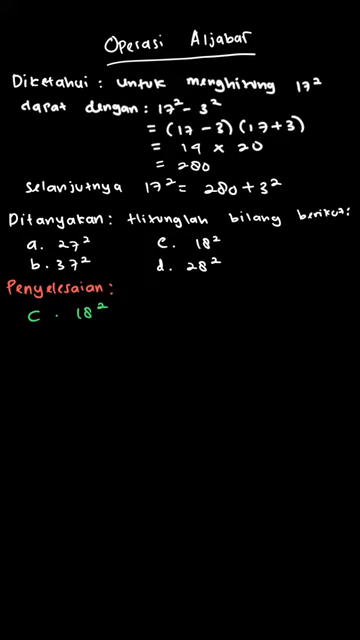 Operasi Aljabar
Diketahui : Untuk menghitung 17²
dapat dengan : 17² - 3²
= (17 - 3) (17 + 3)
= 14 x 20
= 280
Selanjutnya 17² = 280 + 3²
Ditanyakan : Hitunglah bilang berikut :
a. 27² c. 18²
b. 37² d. 28²
Penyelesaian :
C . 18²